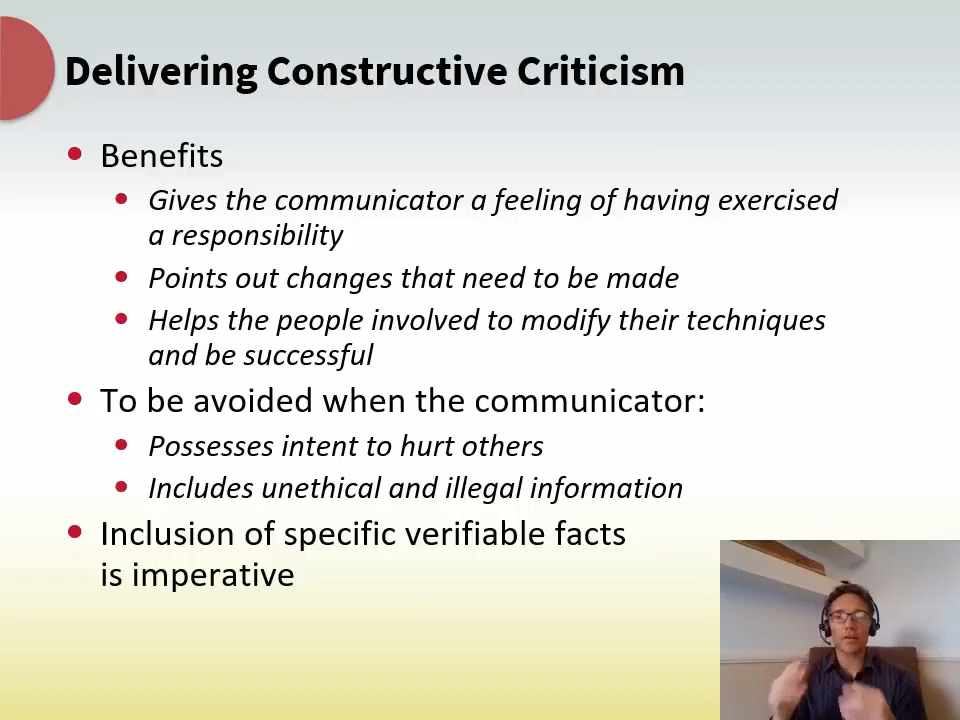 Delivering Constructive Criticism
• Benefits
• Gives the communicator a feeling of having exercised
a responsibility
• Points out changes that need to be made
• Helps the people involved to modify their techniques
and be successful
• To be avoided when the communicator:
• Possesses intent to hurt others
• Includes unethical and illegal information
• Inclusion of specific verifiable facts
is imperative